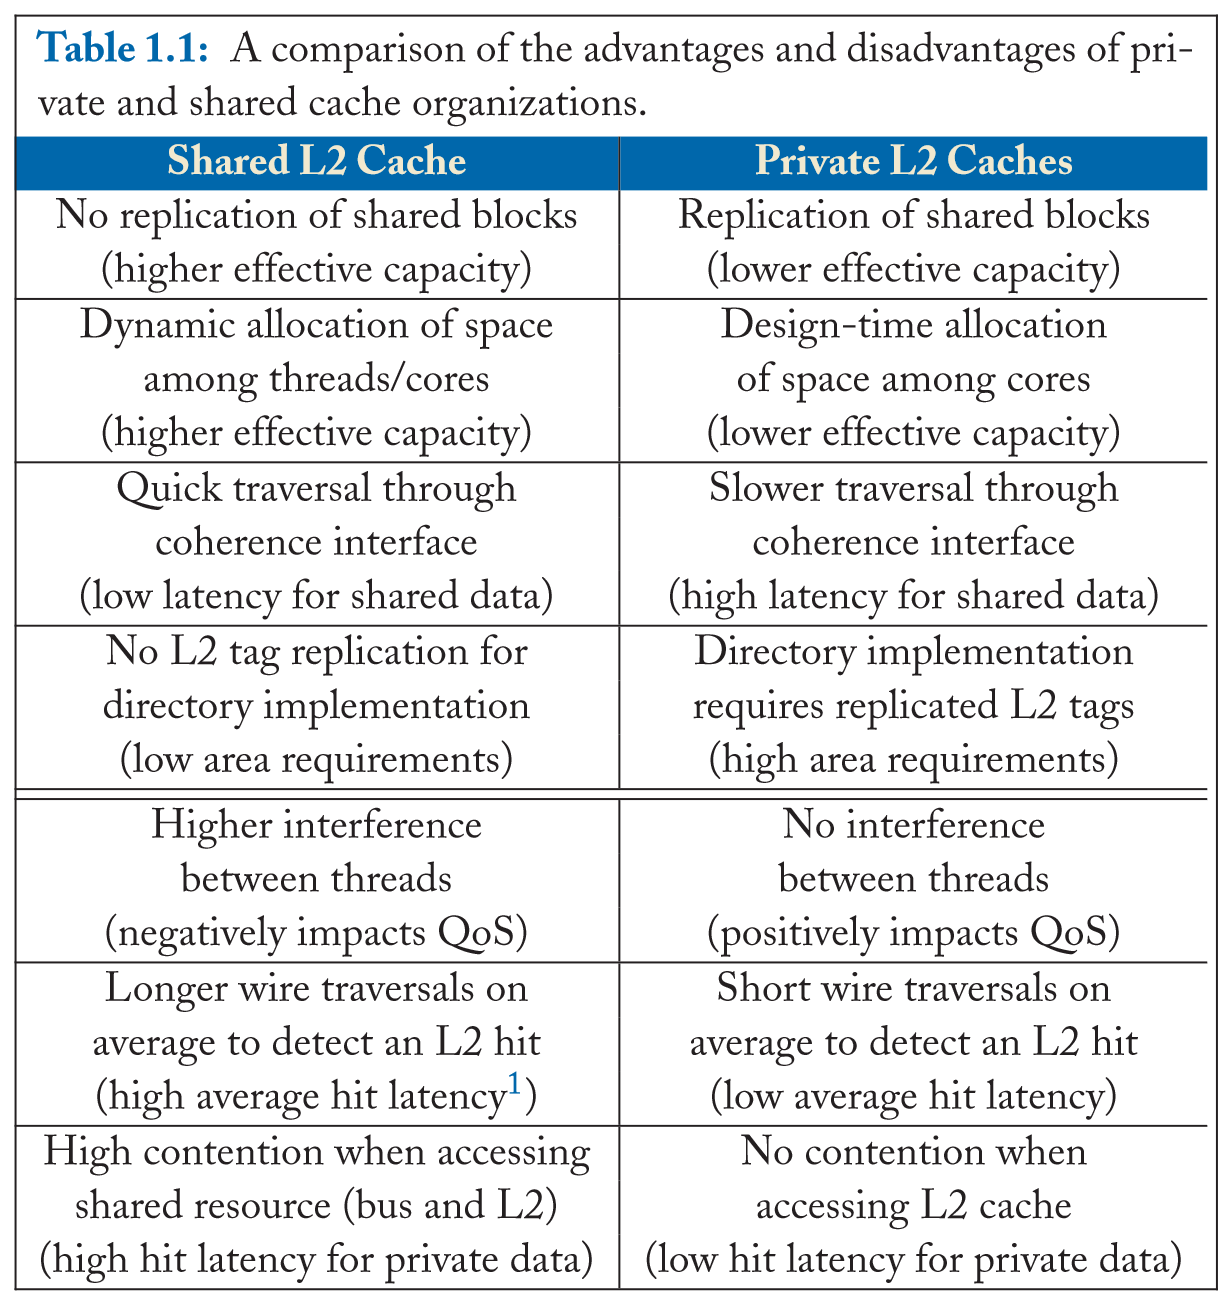 Table 1.1: A comparison of the advantages and disadvantages of pri-
vate and shared cache organizations.
Shared L2 Cache
Private L2 Caches
No replication of shared blocks
(higher effective capacity)
Replication of shared blocks
(lower effective capacity)
Dynamic allocation of space
among threads/cores
(higher effective capacity)
Design-time allocation
of space among cores
(lower effective capacity)
Quick traversal through
coherence interface
(low latency for shared data)
Slower traversal through
coherence interface
(high latency for shared data)
No L2 tag replication for
directory implementation
(low area requirements)
Directory implementation
requires replicated L2 tags
(high area requirements)
Higher interference
between threads
(negatively impacts QoS)
No interference
between threads
(positively impacts QoS)
Longer wire traversals on
average to detect an L2 hit
(high average hit latency1)
Short wire traversals on
average to detect an L2 hit
(low average hit latency)
High contention when accessing
shared resource (bus and L2)
(high hit latency for private data)
No contention when
accessing L2 cache
(low hit latency for private data)